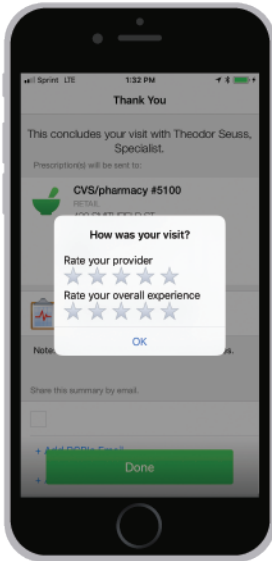 Sprint LTE 1:32 PM
Thank You
This concludes your visit with Theodor Seuss,
Specialist.
Prescription(s) will be sent to:
CVS/pharmacy #5100
RETAIL
How was your visit?
Rate your provider
Rate your overall experience
OK
Note
Share this summary by email.
Done